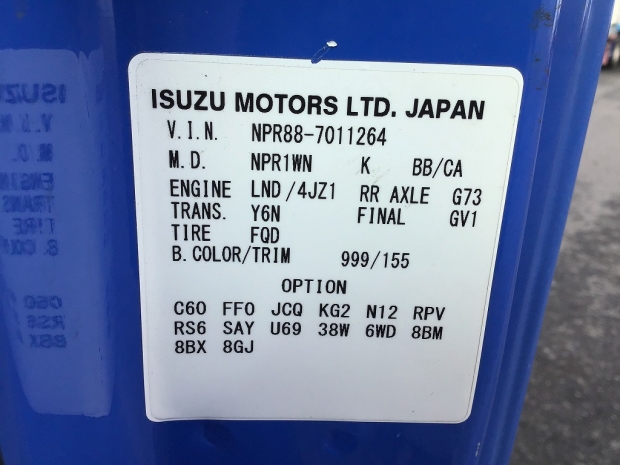 ISUZU MOTORS LTD. JAPAN
V.I.N. NPR88-7011264
M.D. NPR1WN K BB/CA
ENGINE LND/4JZ1 RR AXLE G73
TRANS. Y6N FINAL GV1
TIRE FQD
B.COLOR/TRIM 999/155
OPTION
C60 FF0 JCQ KG2 N12 RPV
RS6 SAY U69 38W 6WD 8BM
8BX 8GJ